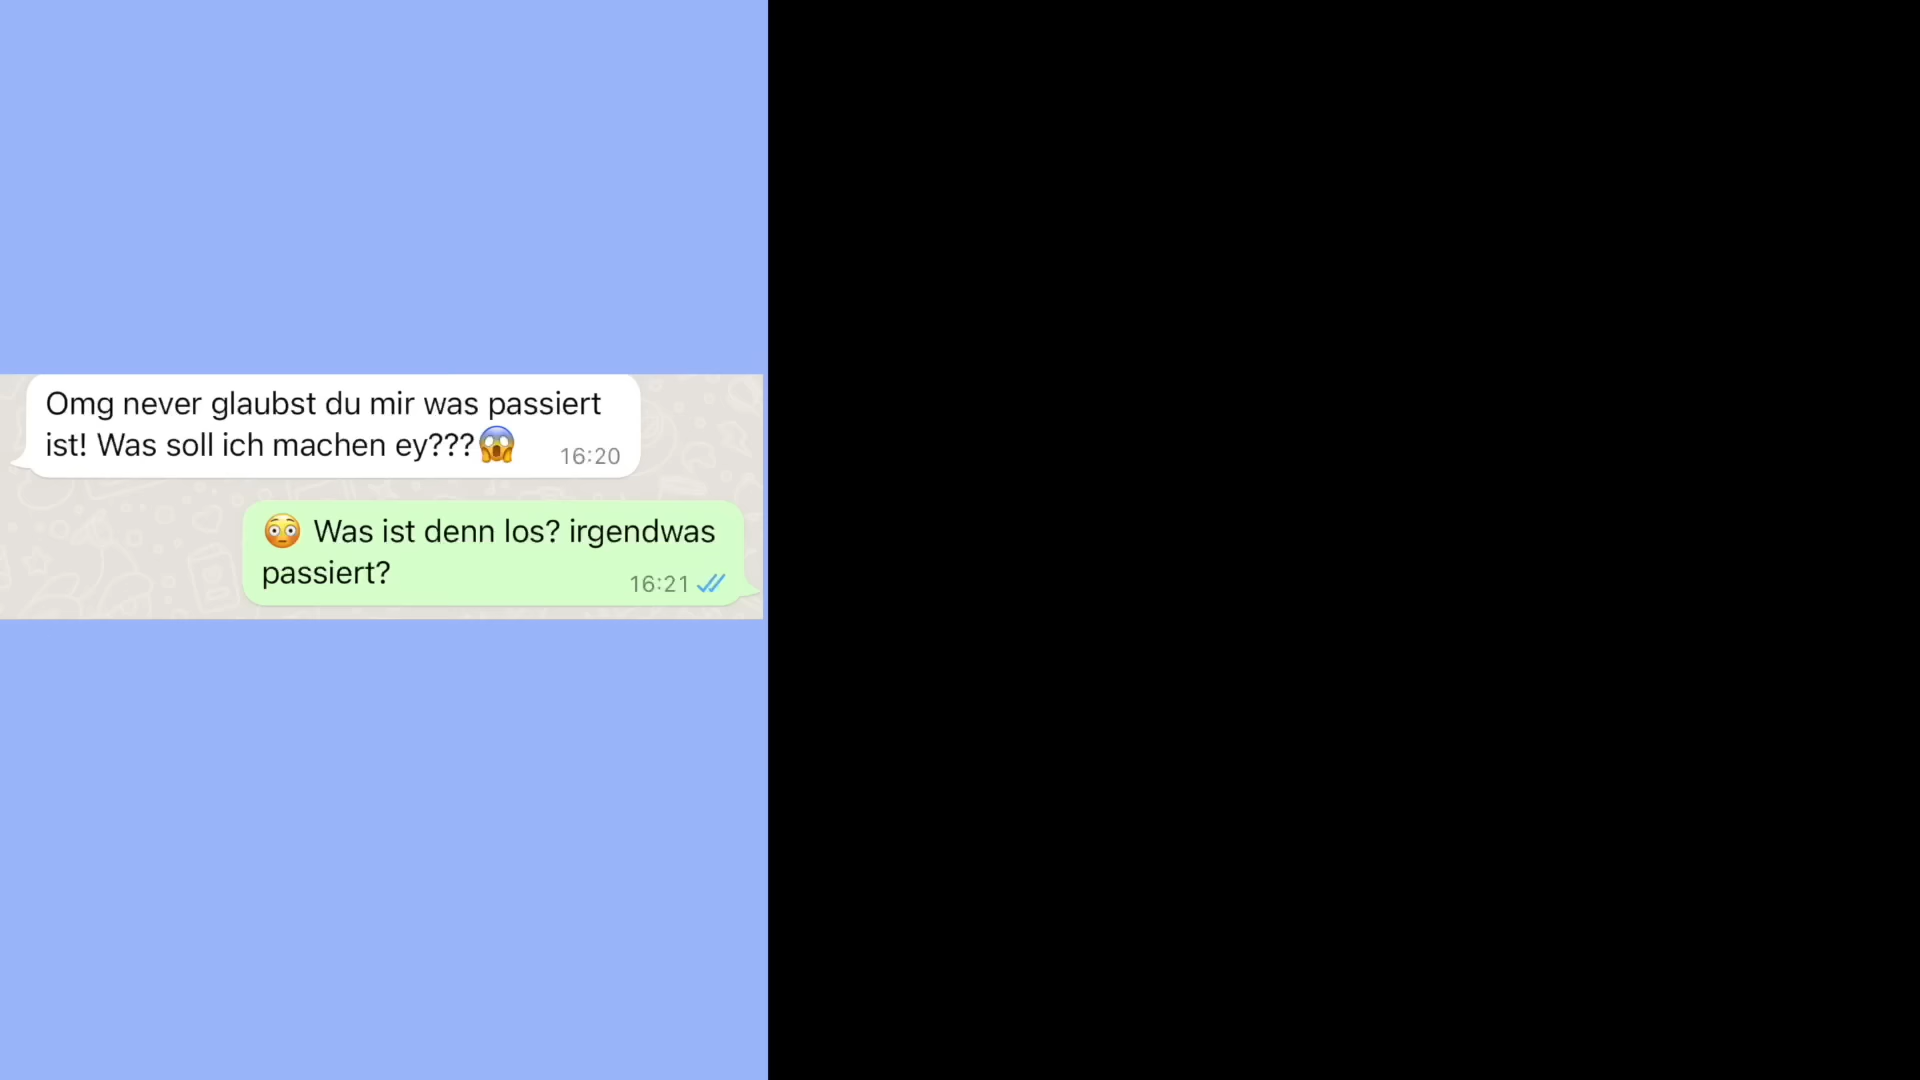 Omg never glaubst du mir was passiert
ist! Was soll ich machen ey???😱 16:20
😳 Was ist denn los? irgendwas
passiert? 16:21